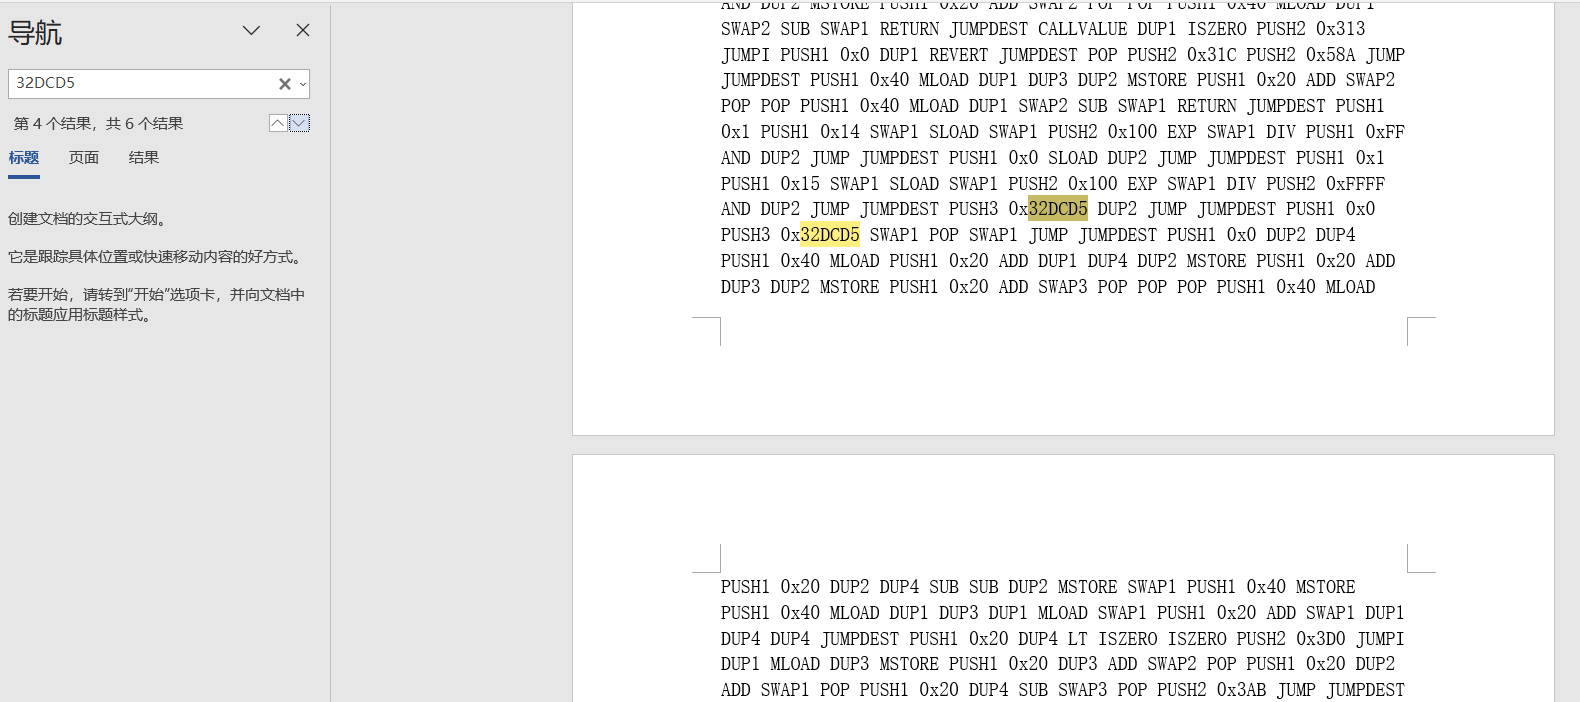 导航
32DCD5
第 4 个结果，共 6 个结果
标题 页面 结果
创建文档的交互式大纲。
它是跟踪具体位置或快速移动内容的好方式。
若要开始，请转到“开始”选项卡，并向文档中
的标题应用标题样式。
AND DUP2 MSTORE PUSH1 0x20 ADD SWAP2 POP POP PUSH1 0x40 MLOAD DUP1
SWAP2 SUB SWAP1 RETURN JUMPDEST CALLVALUE DUP1 ISZERO PUSH2 0x313
JUMPI PUSH1 0x0 DUP1 REVERT JUMPDEST POP PUSH2 0x31C PUSH2 0x58A JUMP
JUMPDEST PUSH1 0x40 MLOAD DUP1 DUP3 DUP2 MSTORE PUSH1 0x20 ADD SWAP2
POP POP PUSH1 0x40 MLOAD DUP1 SWAP2 SUB SWAP1 RETURN JUMPDEST PUSH1
0x1 PUSH1 0x14 SWAP1 SLOAD SWAP1 PUSH2 0x100 EXP SWAP1 DIV PUSH1 0xFF
AND DUP2 JUMP JUMPDEST PUSH1 0x0 SLOAD DUP2 JUMP JUMPDEST PUSH1 0x1
PUSH1 0x15 SWAP1 SLOAD SWAP1 PUSH2 0x100 EXP SWAP1 DIV PUSH2 0xFFFF
AND DUP2 JUMP JUMPDEST PUSH3 0x32DCD5 DUP2 JUMP JUMPDEST PUSH1 0x0
PUSH3 0x32DCD5 SWAP1 POP SWAP1 JUMP JUMPDEST PUSH1 0x0 DUP2 DUP4
PUSH1 0x40 MLOAD PUSH1 0x20 ADD DUP1 DUP4 DUP2 MSTORE PUSH1 0x20 ADD
DUP3 DUP2 MSTORE PUSH1 0x20 ADD SWAP3 POP POP POP PUSH1 0x40 MLOAD
PUSH1 0x20 DUP2 DUP4 SUB SUB DUP2 MSTORE SWAP1 PUSH1 0x40 MSTORE
PUSH1 0x40 MLOAD DUP1 DUP3 DUP1 MLOAD SWAP1 PUSH1 0x20 ADD SWAP1 DUP1
DUP4 DUP4 JUMPDEST PUSH1 0x20 DUP4 LT ISZERO ISZERO PUSH2 0x3D0 JUMPI
DUP1 MLOAD DUP3 MSTORE PUSH1 0x20 DUP3 ADD SWAP2 POP PUSH1 0x20 DUP2
ADD SWAP1 POP PUSH1 0x20 DUP4 SUB SWAP3 POP PUSH2 0x3AB JUMP JUMPDEST